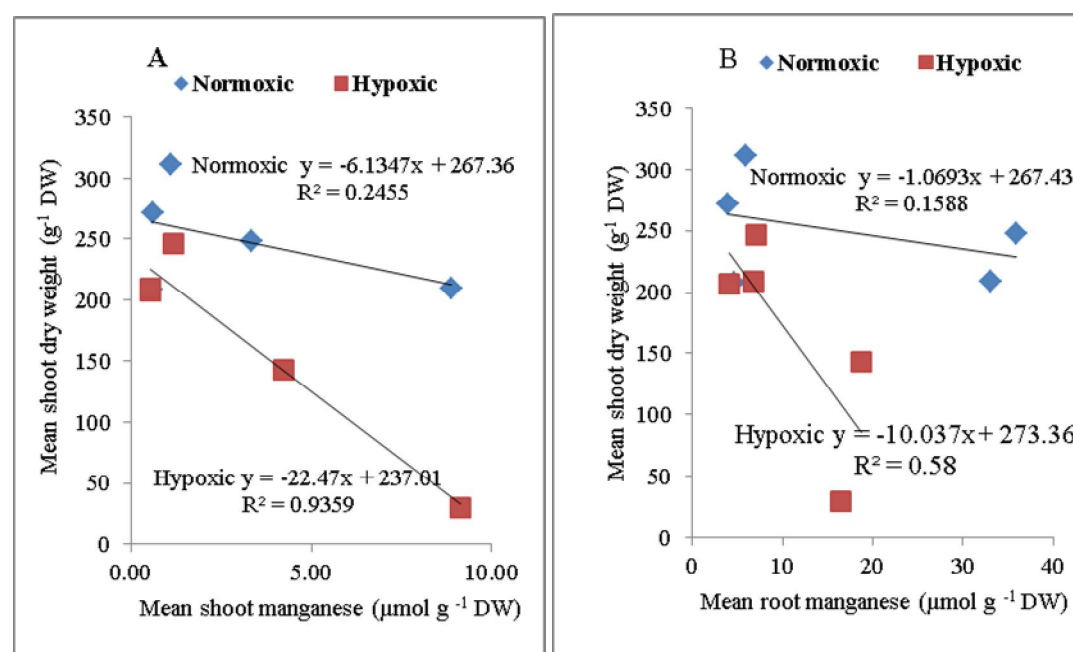 A
Normoxic Hypoxic
350
300
250
200
150
100
50
0
0.00 5.00 10.00
Mean shoot dry weight (g⁻¹ DW)
Normoxic y = -6.1347x + 267.36
R² = 0.2455
Hypoxic y = -22.47x + 237.01
R² = 0.9359
Mean shoot manganese (µmol g ⁻¹ DW)
B
Normoxic Hypoxic
350
300
250
200
150
100
50
0
0 10 20 30 40
Mean shoot dry weight (g⁻¹ DW)
Normoxic y = -1.0693x + 267.43
R² = 0.1588
Hypoxic y = -10.037x + 273.36
R² = 0.58
Mean root manganese (µmol g ⁻¹ DW)